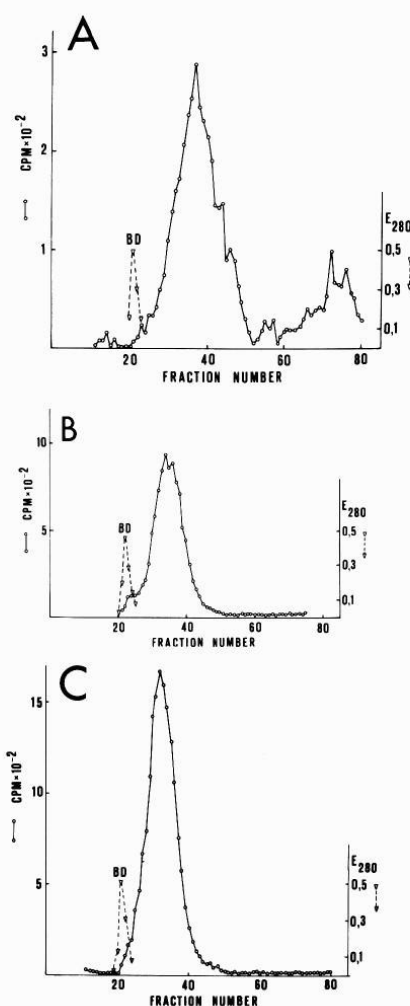 A
3
2
1
CPM×10⁻²
BD
E280
0,5
0,3
0,1
20 40 60 80
FRACTION NUMBER
B
10
5
CPM×10⁻²
BD
E280
0,5
0,3
0,1
20 40 60 80
FRACTION NUMBER
C
15
10
5
CPM×10⁻²
BD
E280
0,5
0,3
0,1
20 40 60 80
FRACTION NUMBER